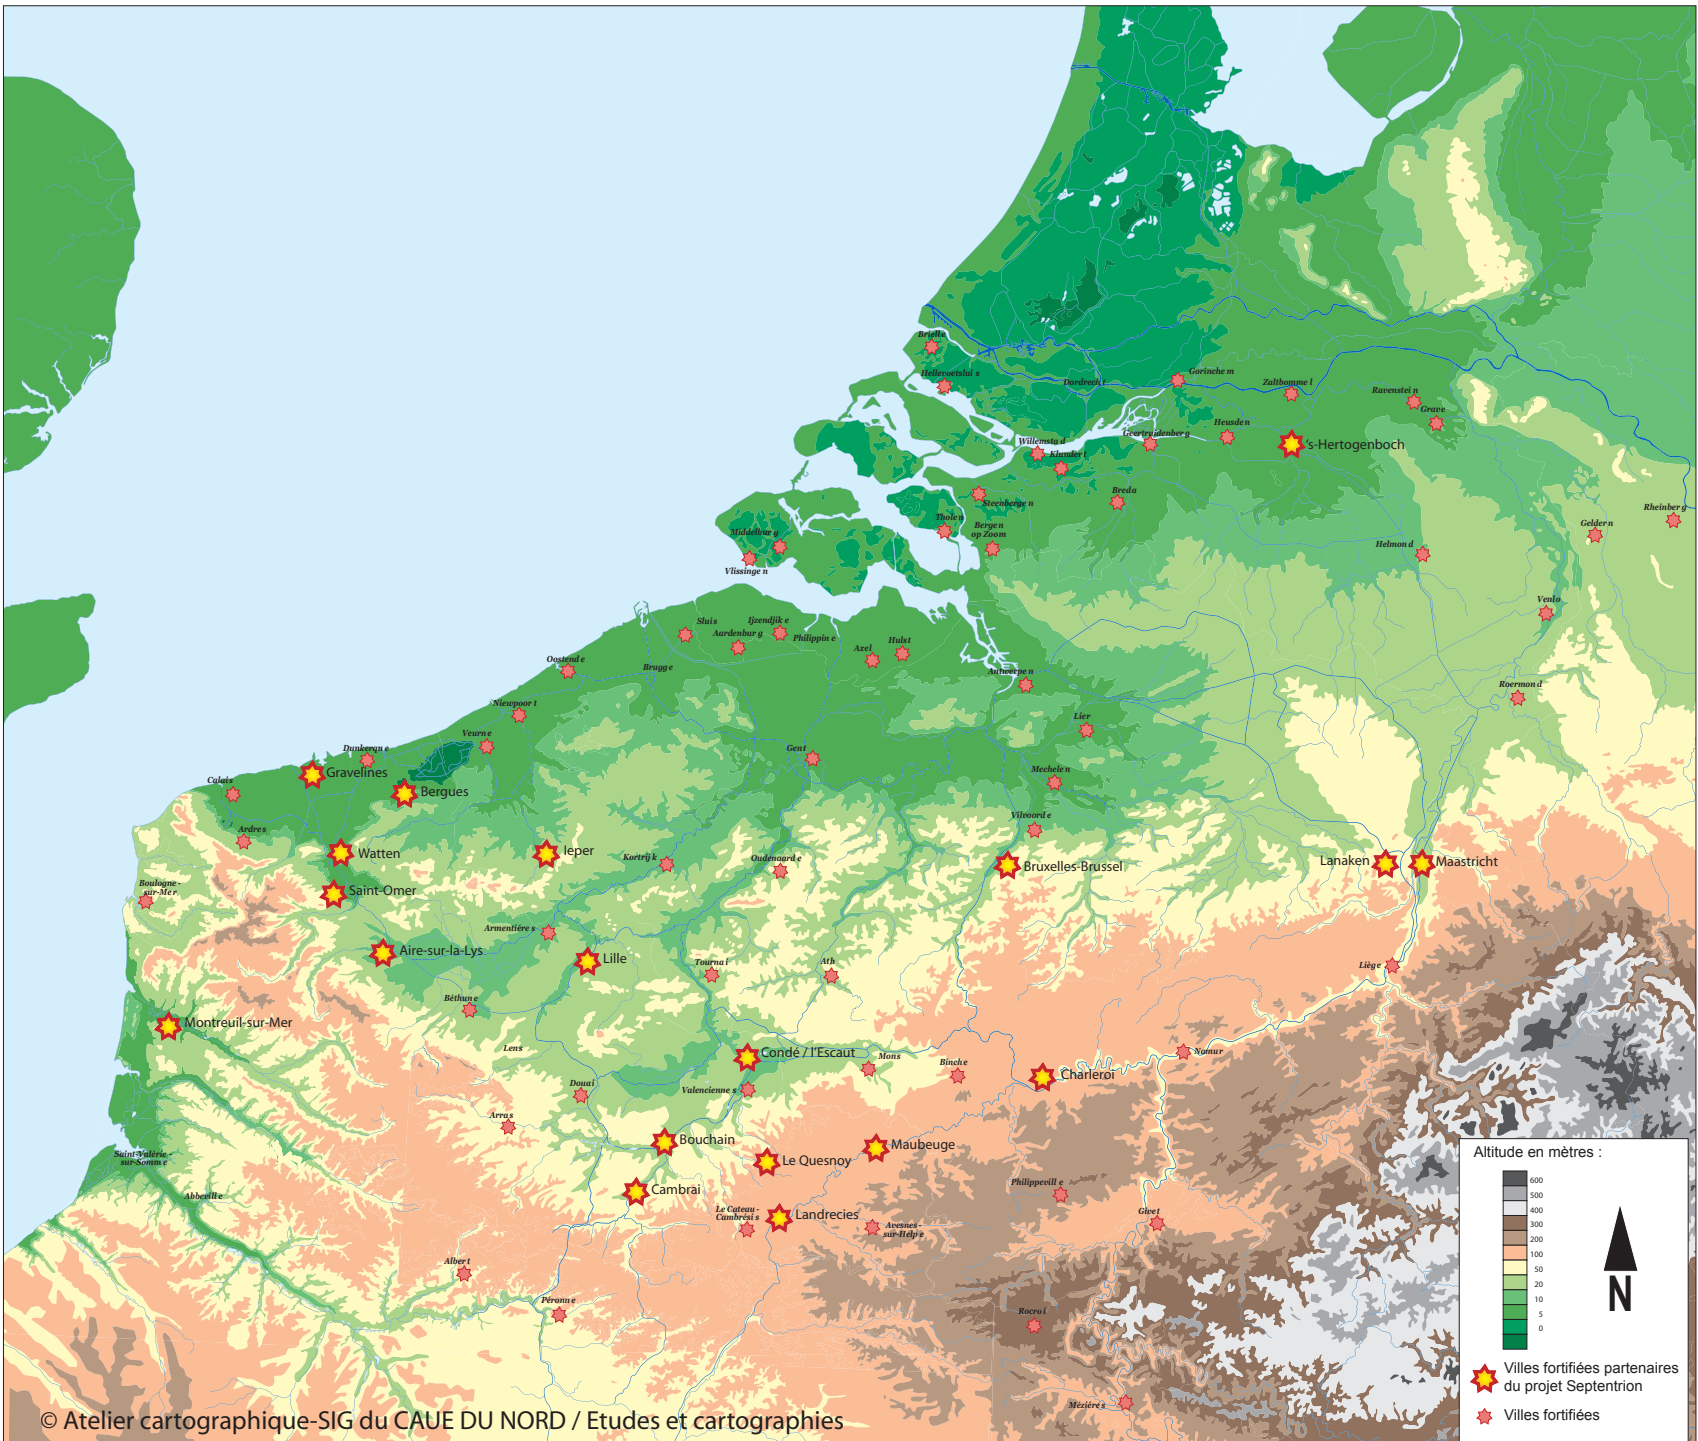 Brielle
Hellevoetsluis
Dordrecht
Gorinchem
Zaltbommel
Ravenstein
Grave
Heusden
Geertruidenberg
's-Hertogenboch
Willemstad
Klundert
Steenbergen
Breda
Tholen
Bergen
op Zoom
Rheinberg
Geldern
Helmond
Middelburg
Vlissingen
Venlo
Sluis
Ijzendjike
Aardenburg
Philippine
Axel
Hulst
Oostende
Brugge
Antwerpen
Roermond
Niewpoort
Lier
Veurne
Dunkerque
Gent
Gravelines
Mechelen
Calais
Bergues
Vilvoorde
Ardres
Watten
Ieper
Kortrijk
Oudenaarde
Bruxelles-Brussel
Lanaken
Maastricht
Boulogne-
sur-Mer
Saint-Omer
Armentières
Aire-sur-la-Lys
Lille
Tournai
Ath
Liège
Béthune
Montreuil-sur-Mer
Lens
Condé / l'Escaut
Mons
Binche
Namur
Charleroi
Douai
Valenciennes
Arras
Bouchain
Maubeuge
Le Quesnoy
Saint-Valérie-
sur-Somme
Abbeville
Cambrai
Philippeville
Le Cateau-
Cambrésis
Landrecies
Avesnes-
sur-Helpe
Givet
Albert
Péronne
Rocroi
Mézières
Altitude en mètres :
600
500
400
300
200
100
50
20
10
5
0
N
Villes fortifiées partenaires
du projet Septentrion
Villes fortifiées
© Atelier cartographique-SIG du CAUE DU NORD / Etudes et cartographies